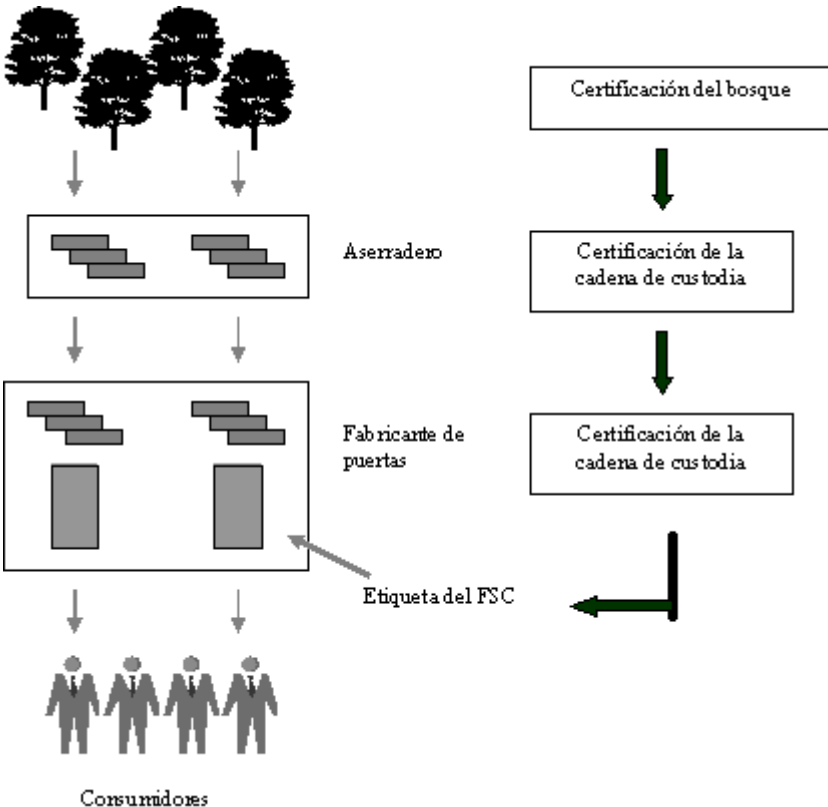 Certificación del bosque
Aserradero
Certificación de la
cadena de custodia
Fabricante de
puertas
Certificación de la
cadena de custodia
Etiqueta del FSC
Consumidores